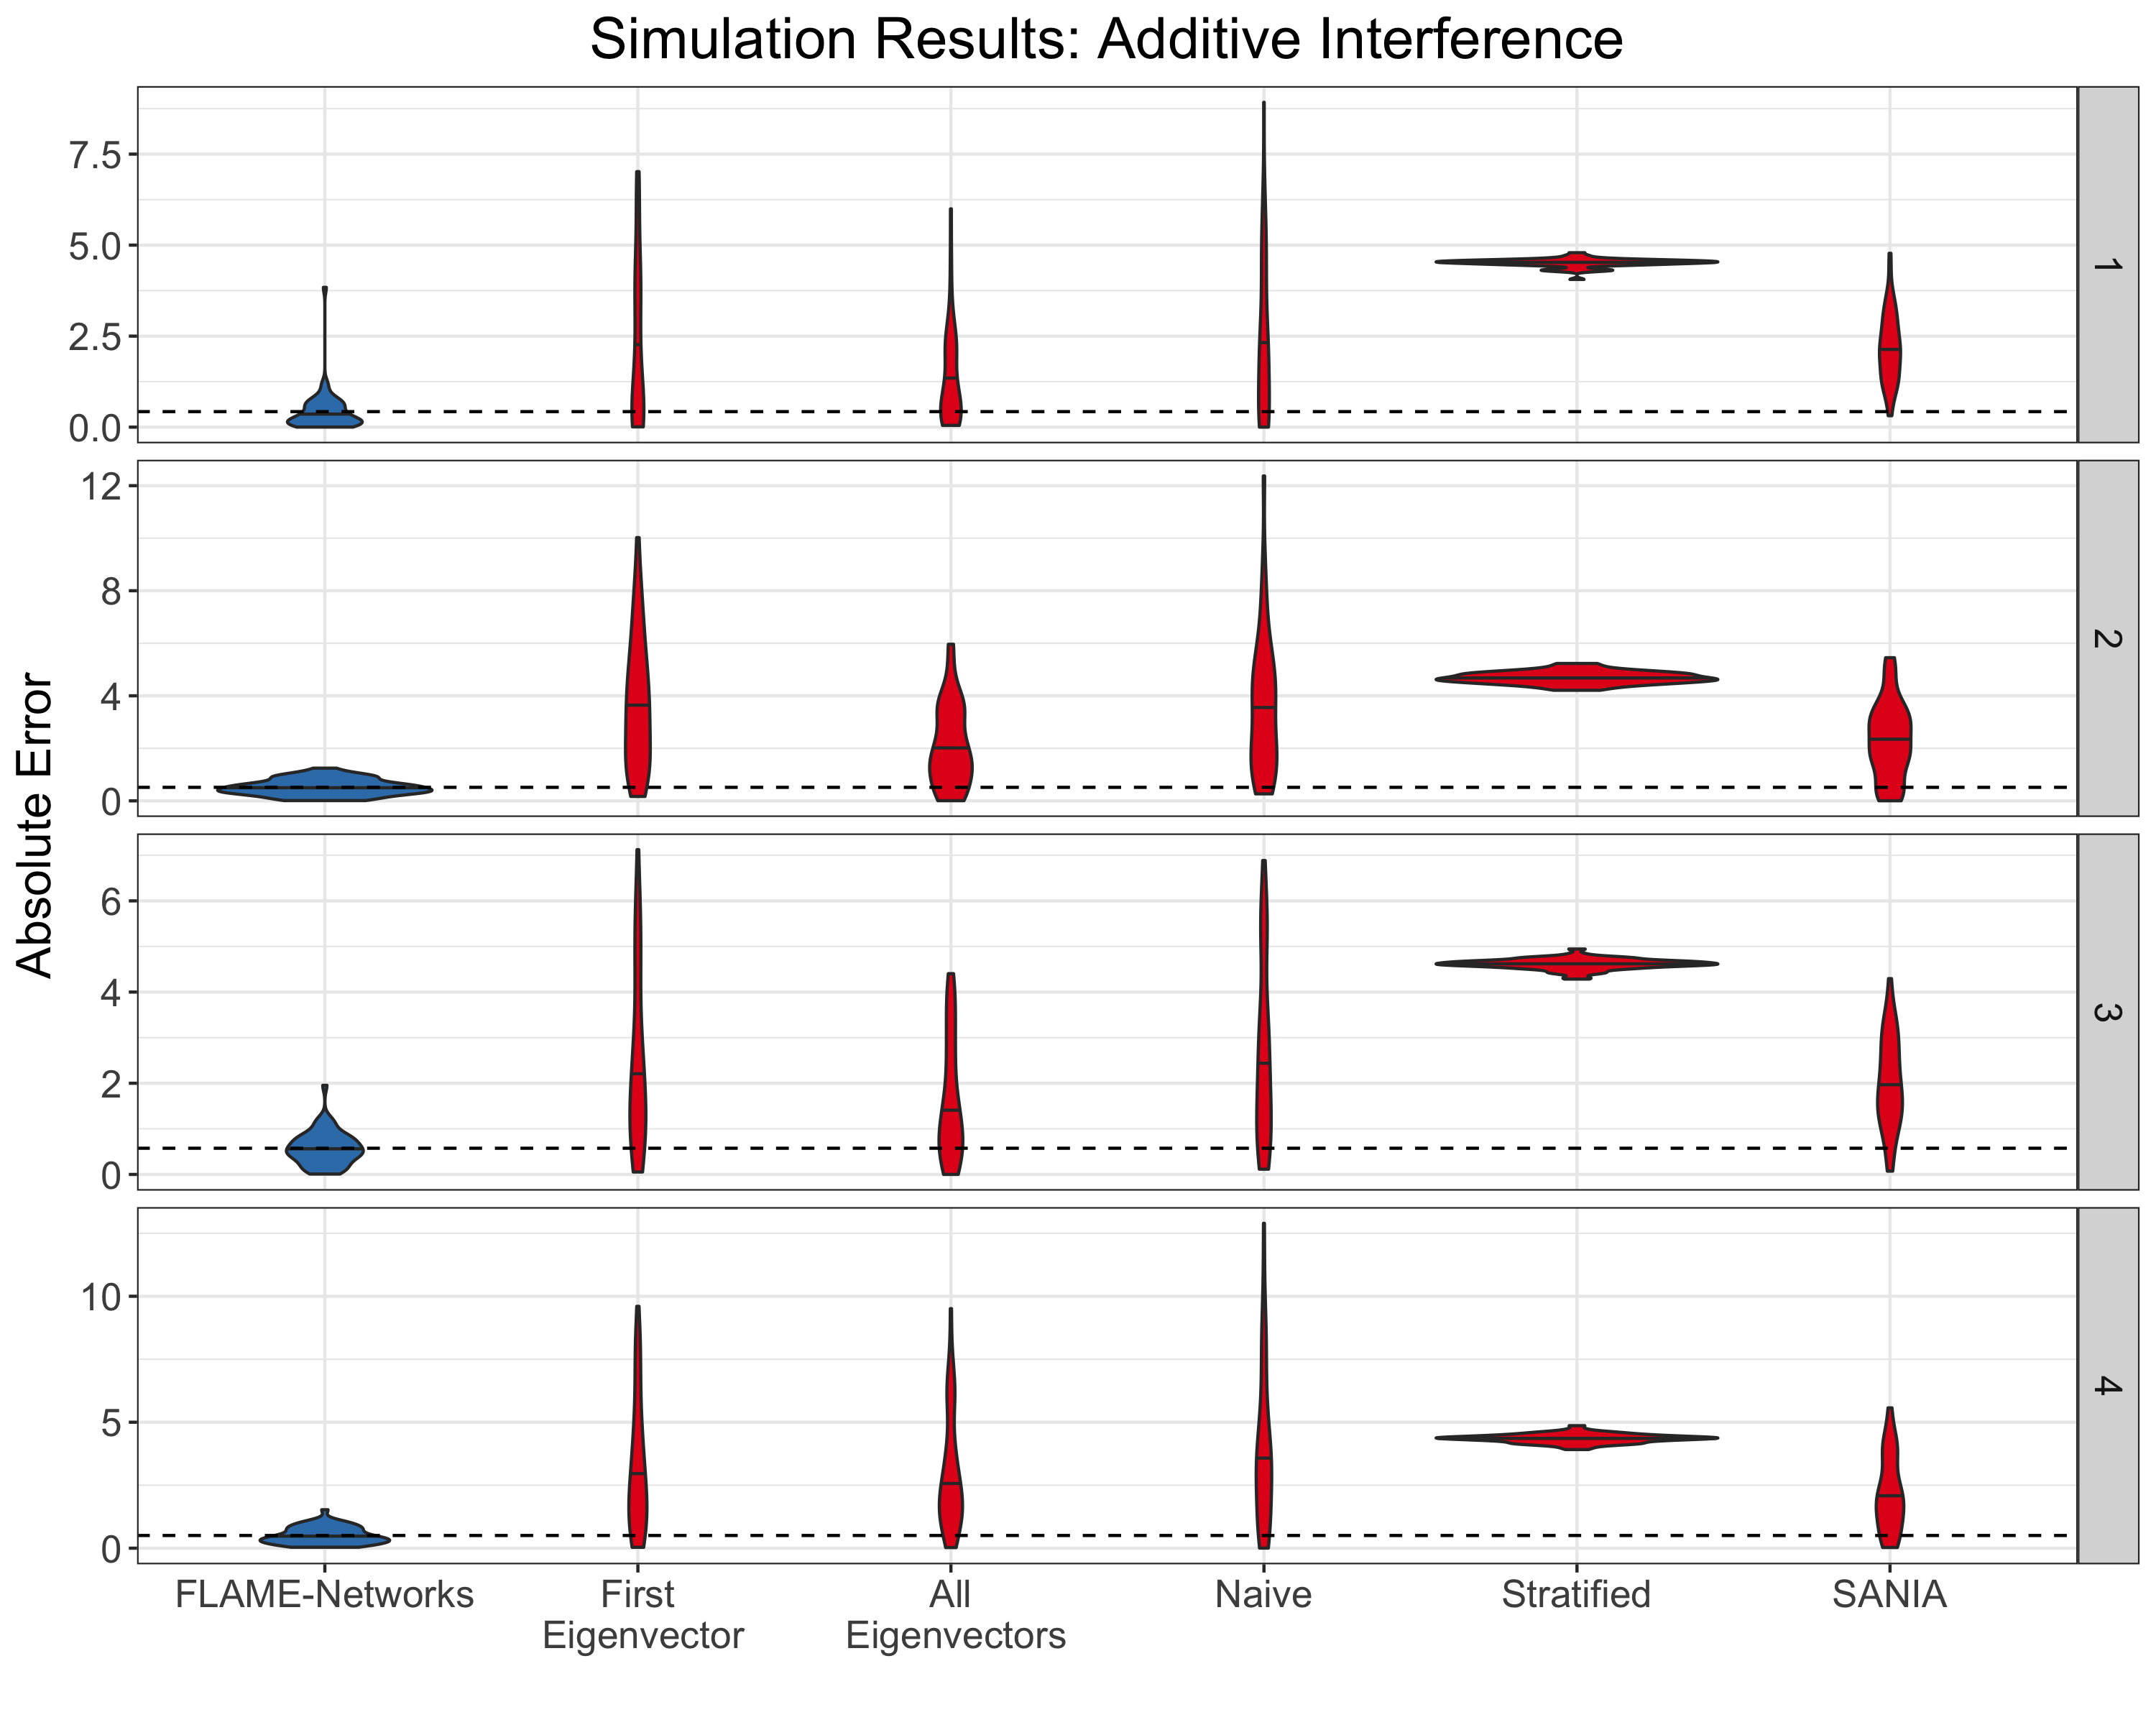 Simulation Results: Additive Interference
Absolute Error
7.5
5.0
2.5
0.0
1
12
8
4
0
2
6
4
2
0
3
10
5
0
4
FLAME-Networks
First
Eigenvector
All
Eigenvectors
Naive
Stratified
SANIA